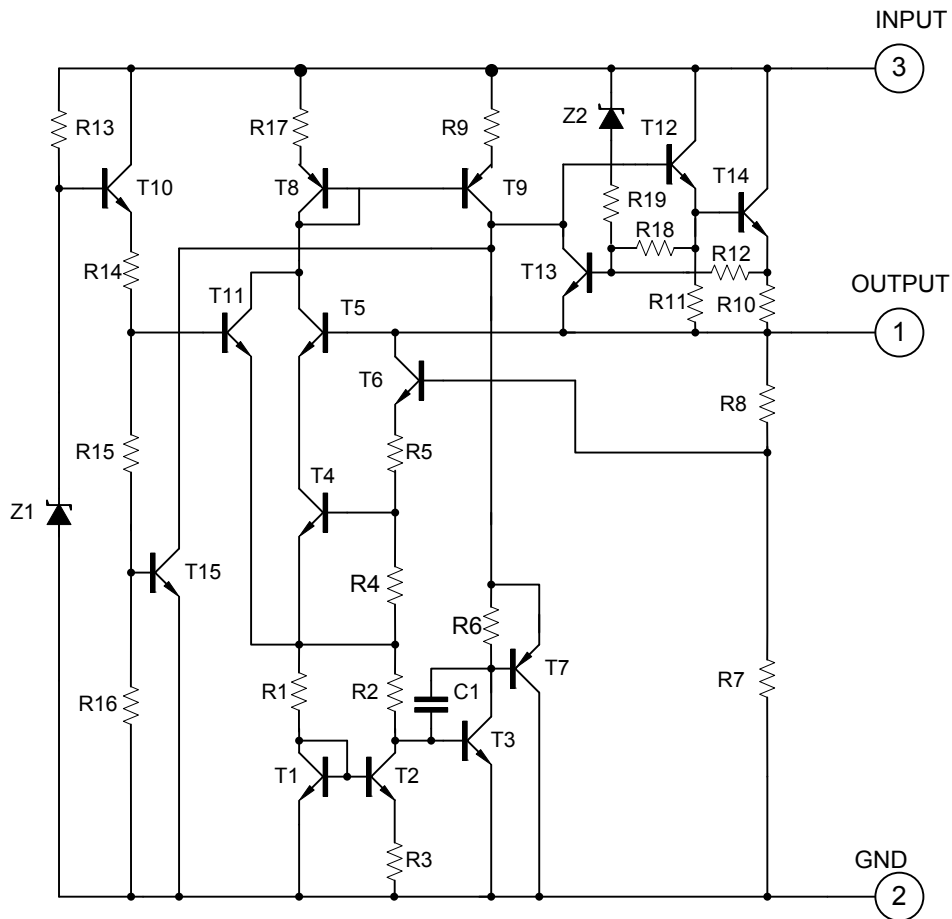 INPUT
3
R13
R17
R9
Z2
T12
T10
T8
T9
T14
R19
R18
R14
T13
R12
T11
T5
R11
R10
OUTPUT
1
T6
R8
R15
R5
T4
Z1
T15
R4
R6
R1
R2
C1
T7
R7
R16
T3
T1
T2
R3
GND
2